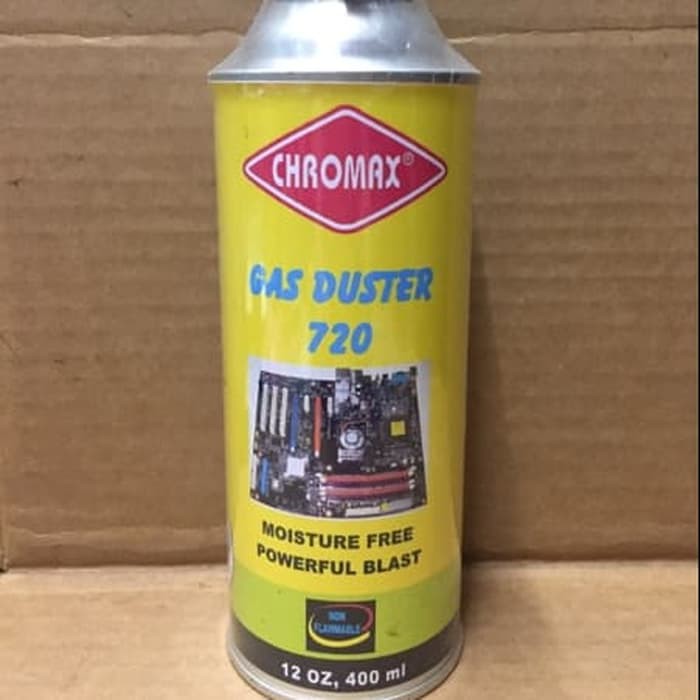 CHROMAX®
GAS DUSTER
720
MOISTURE FREE
POWERFUL BLAST
NON
FLAMMABLE
12 OZ, 400 ml